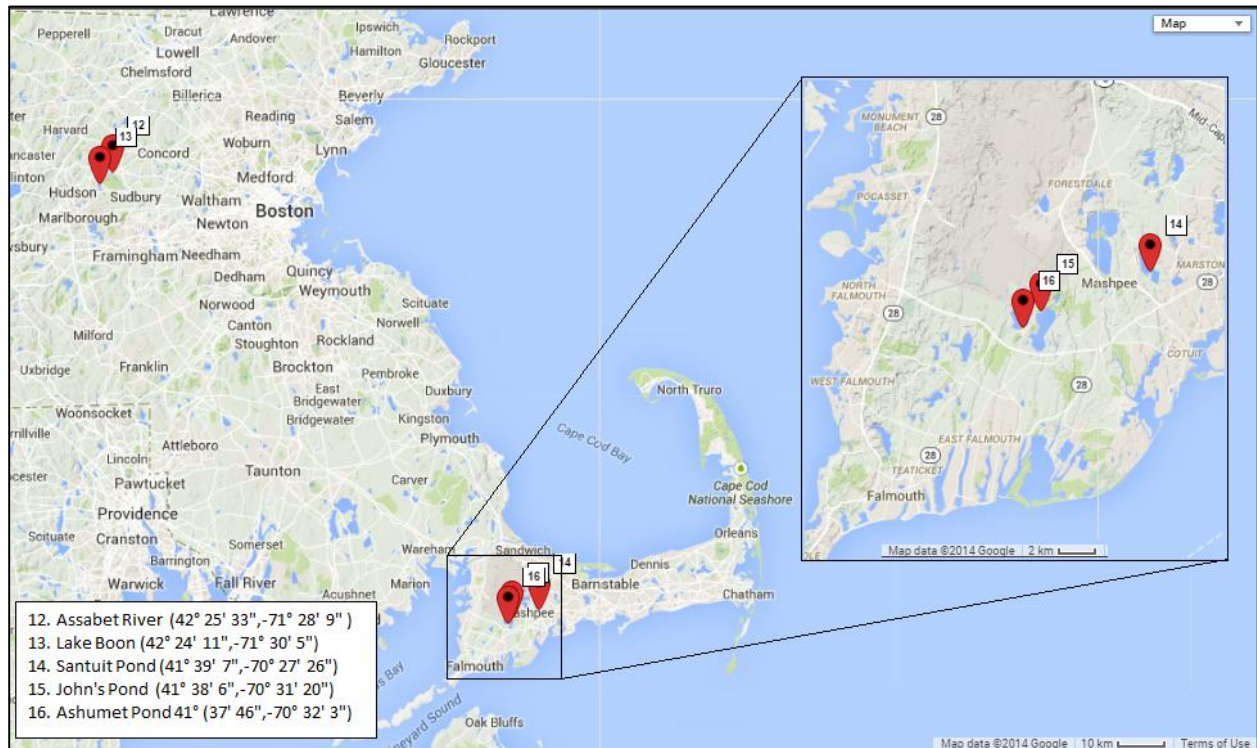 Lawrence
Pepperell
Dracut
Andover
Ipswich
Rockport
Lowell
Hamilton
Gloucester
Chelmsford
Billerica
Beverly
Harvard
Reading
Salem
12
13
Concord
Woburn
Lynn
Hudson
Sudbury
Waltham
Medford
Marlborough
Newton
Boston
Framingham
Needham
Dedham
Quincy
Weymouth
Norwood
Scituate
Canton
Norwell
Milford
Stoughton
Rockland
Franklin
Brockton
Pembroke
Uxbridge
East
Bridgewater
Duxbury
Woonsocket
Bridgewater
Kingston
Attleboro
Plymouth
Lincoln
Taunton
Carver
Pawtucket
Providence
Scituate
Cranston
Somerset
Wareham
Sandwich
Barrington
Warwick
Fall River
Acushnet
Marion
North Truro
Cape Cod Bay
Cape Cod
National Seashore
Orleans
Dennis
Barnstable
Chatham
14
16
Falmouth
Oak Bluffs
Map
MONUMENT
BEACH
28
POCASSET
FORESTDALE
14
15
16
Mashpee
MARSTON
28
NORTH
FALMOUTH
28
COTUIT
WEST FALMOUTH
28
EAST FALMOUTH
28
TEATICKET
Falmouth
Map data ©2014 Google
2 km
12. Assabet River (42° 25' 33",-71° 28' 9" )
13. Lake Boon (42° 24' 11",-71° 30' 5")
14. Santuit Pond (41° 39' 7",-70° 27' 26")
15. John's Pond (41° 38' 6",-70° 31' 20")
16. Ashumet Pond 41° (37' 46",-70° 32' 3")
Map data ©2014 Google
10 km
Terms of Use